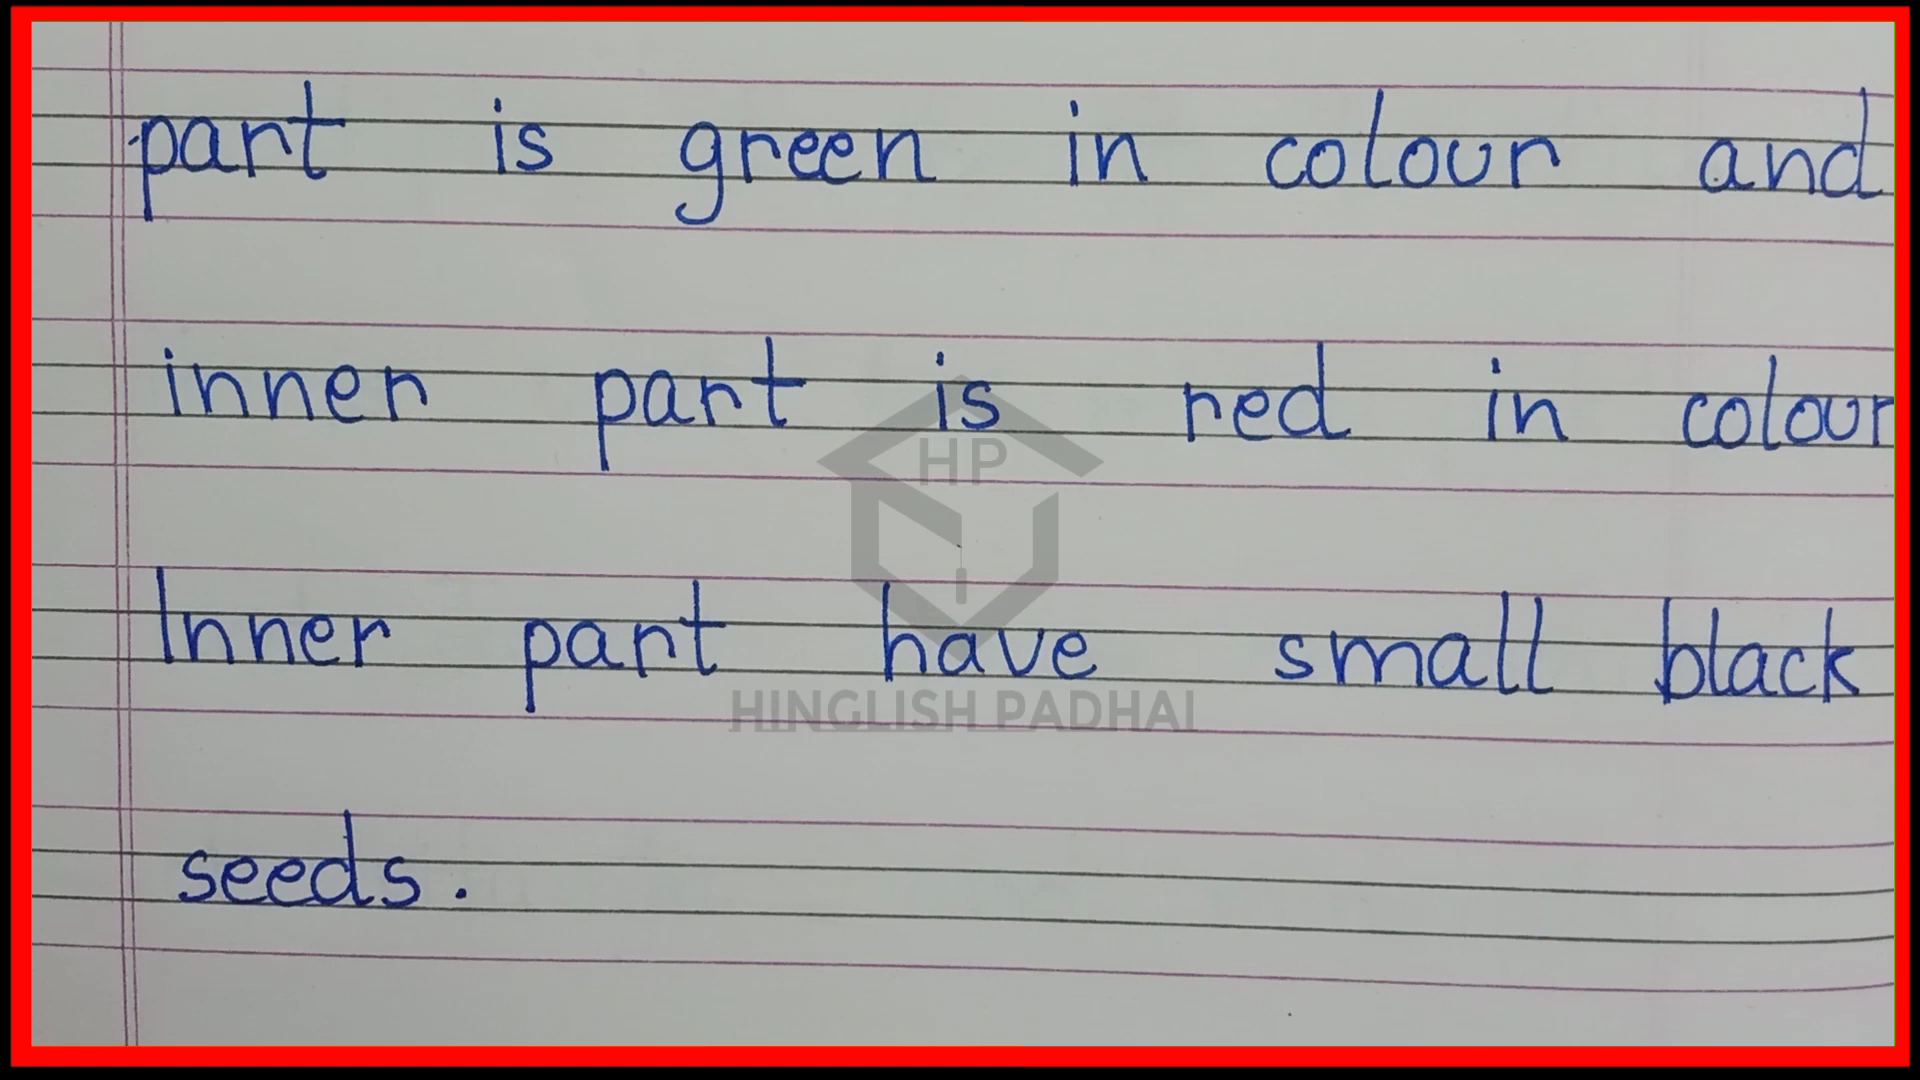 part is green in colour and
inner part is red in colour
HP
Inner part have small black
HINGLISH PADHAI
seeds.